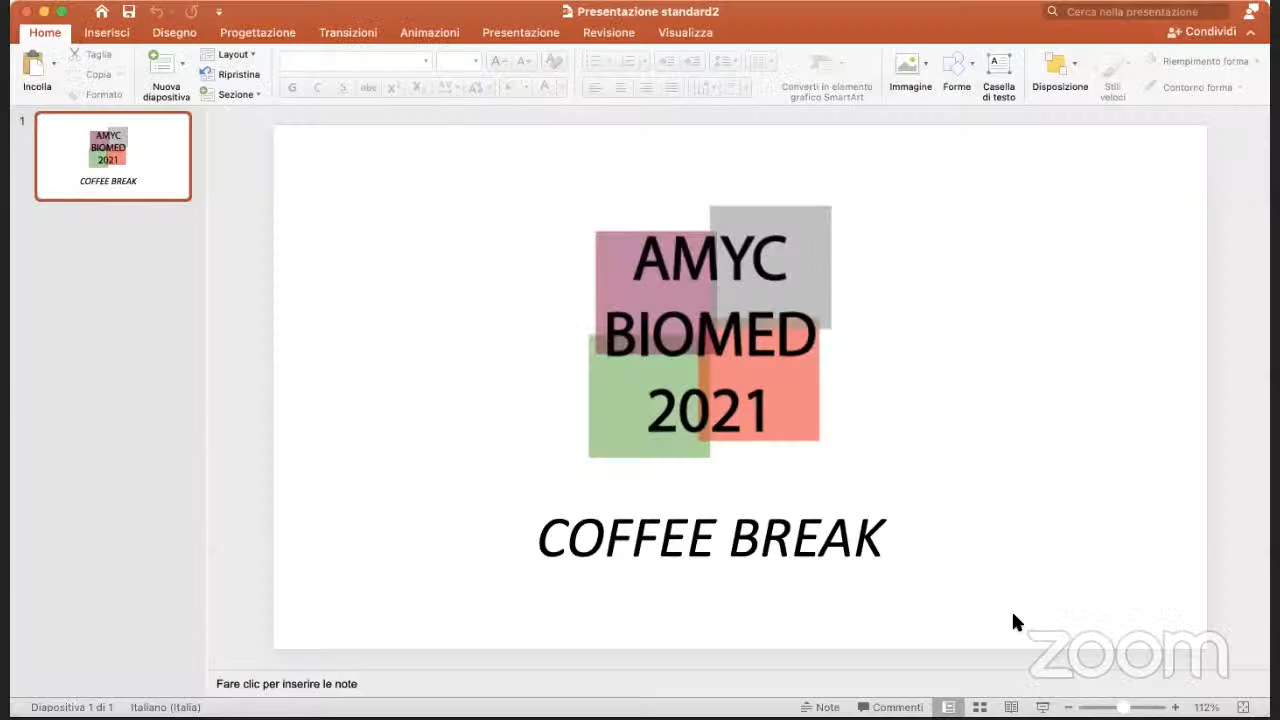 Presentazione standard2
Cerca nella presentazione
Home Inserisci Disegno Progettazione Transizioni Animazioni Presentazione Revisione Visualizza Condividi
Incolla
Taglia
Copia
Formato
Nuova
diapositiva
Layout
Ripristina
Sezione
G C S abc
Converti in elemento
grafico SmartArt
Immagine
Forme
Casella
di testo
Disposizione
Stili
veloci
Riempimento forma
Contorno forma
1
AMYC
BIOMED
2021
COFFEE BREAK
AMYC
BIOMED
2021
COFFEE BREAK
zoom
Fare clic per inserire le note
Diapositiva 1 di 1 Italiano (Italia) Note Commenti 112%